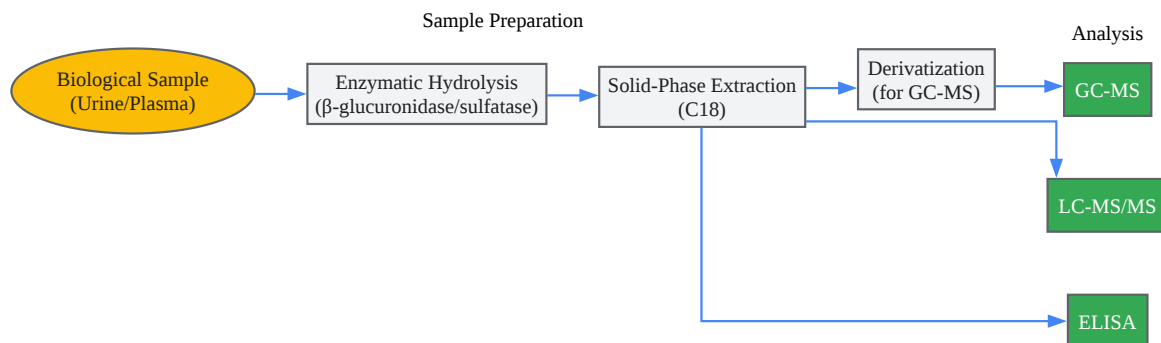 Sample Preparation
Analysis
Biological Sample
(Urine/Plasma)
Enzymatic Hydrolysis
(β-glucuronidase/sulfatase)
Solid-Phase Extraction
(C18)
Derivatization
(for GC-MS)
GC-MS
LC-MS/MS
ELISA